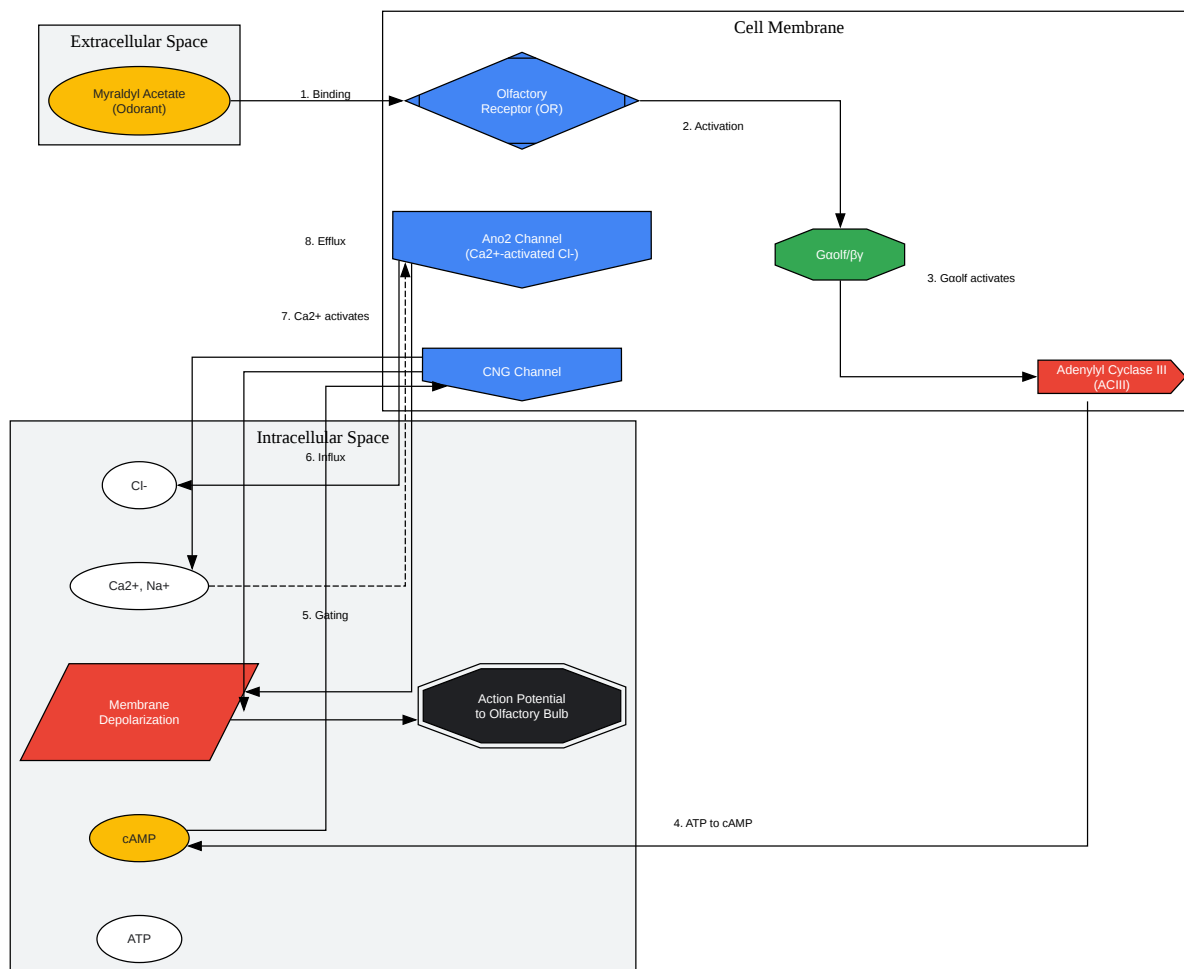 Extracellular Space
Cell Membrane
Myraldyl Acetate
(Odorant)
1. Binding
Olfactory
Receptor (OR)
2. Activation
8. Efflux
Ano2 Channel
(Ca2+-activated Cl-)
Gαolf/βγ
3. Gαolf activates
7. Ca2+ activates
CNG Channel
Adenylyl Cyclase III
(ACIII)
Intracellular Space
6. Influx
Cl-
Ca2+, Na+
5. Gating
Membrane
Depolarization
Action Potential
to Olfactory Bulb
4. ATP to cAMP
cAMP
ATP